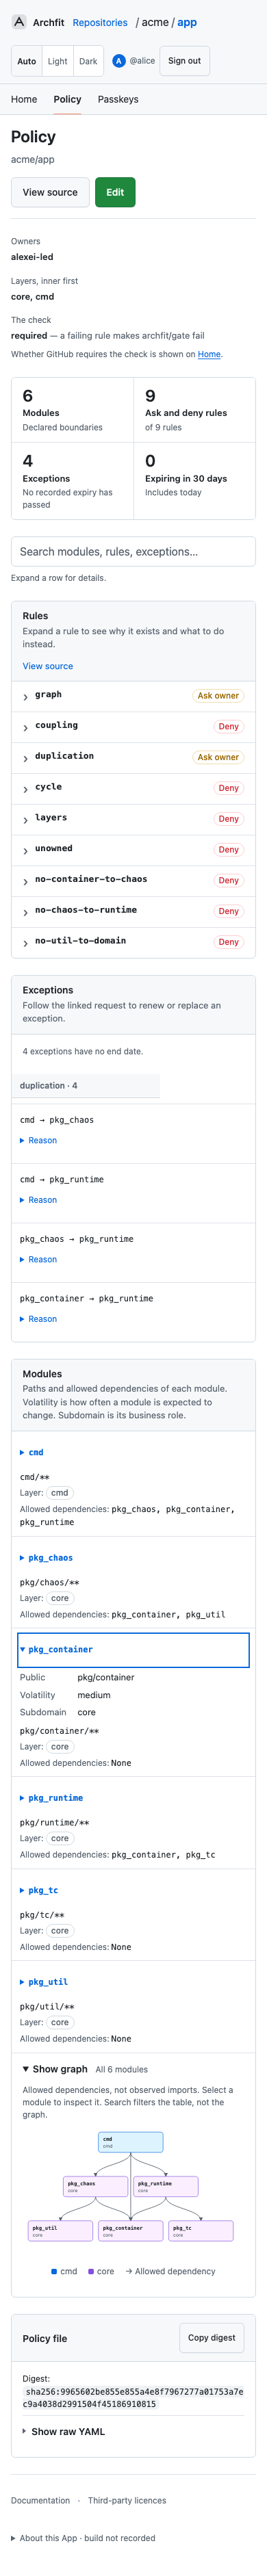 Archfit Repositories / acme / app
Auto Light Dark A @alice Sign out
Home Policy Passkeys
Policy
acme/app
View source Edit
Owners
alexei-led
Layers, inner first
core, cmd
The check
required — a failing rule makes archfit/gate fail
Whether GitHub requires the check is shown on Home.
6
Modules
Declared boundaries
9
Ask and deny rules
of 9 rules
4
Exceptions
No recorded expiry has
passed
0
Expiring in 30 days
Includes today
Search modules, rules, exceptions...
Expand a row for details.
Rules
Expand a rule to see why it exists and what to do
instead.
View source
graph Ask owner
coupling Deny
duplication Ask owner
cycle Deny
layers Deny
unowned Deny
no-container-to-chaos Deny
no-chaos-to-runtime Deny
no-util-to-domain Deny
Exceptions
Follow the linked request to renew or replace an
exception.
4 exceptions have no end date.
duplication · 4
cmd → pkg_chaos
Reason
cmd → pkg_runtime
Reason
pkg_chaos → pkg_runtime
Reason
pkg_container → pkg_runtime
Reason
Modules
Paths and allowed dependencies of each module.
Volatility is how often a module is expected to
change. Subdomain is its business role.
cmd
cmd/**
Layer: cmd
Allowed dependencies: pkg_chaos, pkg_container,
pkg_runtime
pkg_chaos
pkg/chaos/**
Layer: core
Allowed dependencies: pkg_container, pkg_util
pkg_container
Public pkg/container
Volatility medium
Subdomain core
pkg/container/**
Layer: core
Allowed dependencies: None
pkg_runtime
pkg/runtime/**
Layer: core
Allowed dependencies: pkg_container, pkg_tc
pkg_tc
pkg/tc/**
Layer: core
Allowed dependencies: None
pkg_util
pkg/util/**
Layer: core
Allowed dependencies: None
Show graph All 6 modules
Allowed dependencies, not observed imports. Select a
module to inspect it. Search filters the table, not the
graph.
cmd
cmd
pkg_chaos
core
pkg_runtime
core
pkg_util
core
pkg_container
core
pkg_tc
core
cmd core → Allowed dependency
Policy file Copy digest
Digest:
sha256:9965602be855e855a4e8f7967277a01753a7e
c9a4038d2991504f45186910815
Show raw YAML
Documentation · Third-party licences
About this App · build not recorded